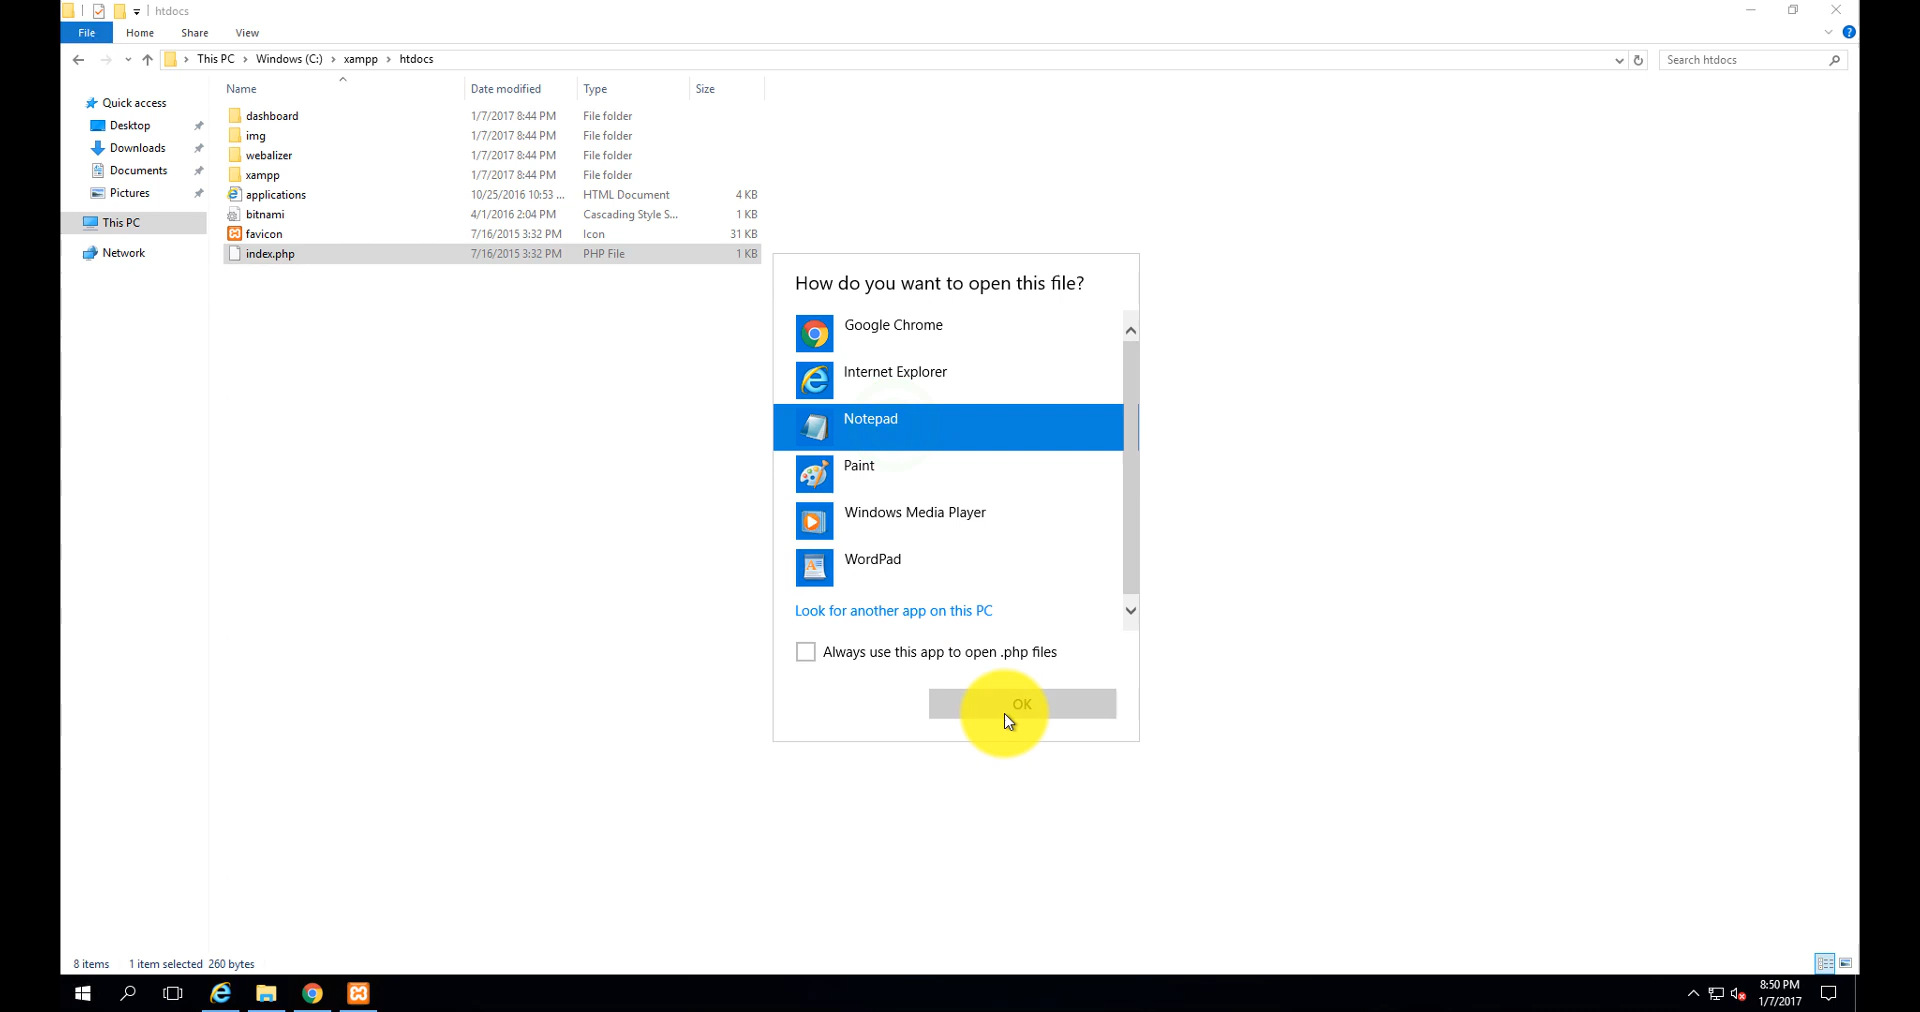 htdocs
File Home Share View
This PC Windows (C:) xampp htdocs Search htdocs
Name Date modified Type Size
Quick access
Desktop
Downloads
Documents
Pictures
This PC
Network
dashboard 1/7/2017 8:44 PM File folder
img 1/7/2017 8:44 PM File folder
webalizer 1/7/2017 8:44 PM File folder
xampp 1/7/2017 8:44 PM File folder
applications 10/25/2016 10:53 ... HTML Document 4 KB
bitnami 4/1/2016 2:04 PM Cascading Style S... 1 KB
favicon 7/16/2015 3:32 PM Icon 31 KB
index.php 7/16/2015 3:32 PM PHP File 1 KB
How do you want to open this file?
Google Chrome
Internet Explorer
Notepad
Paint
Windows Media Player
WordPad
Look for another app on this PC
Always use this app to open .php files
OK
8 items 1 item selected 260 bytes
8:50 PM
1/7/2017